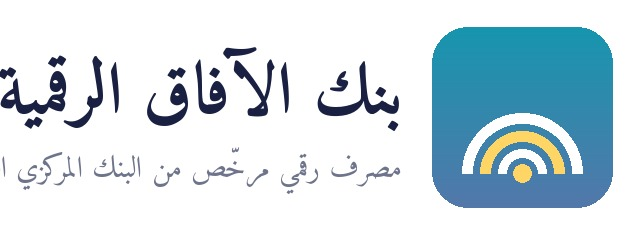 بنك الآفاق الرقمية
مصرف رقمي مرخّص من البنك المركزي